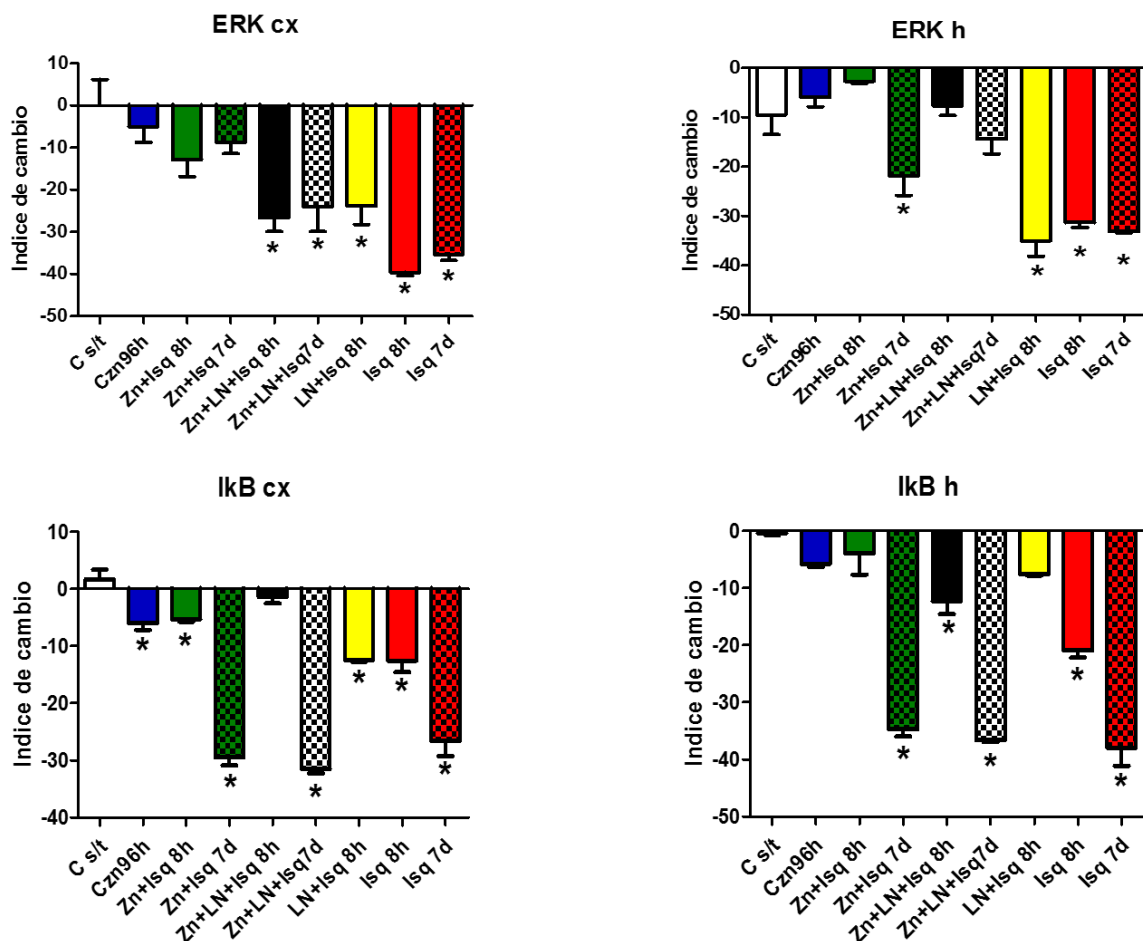 ERK cx
Indice de cambio
10
0
-10
-20
-30
-40
-50
* * * * *
C s/t
Czn96h
Zn+Isq 8h
Zn+Isq 7d
Zn+LN+Isq 8h
Zn+LN+Isq7d
LN+Isq 8h
Isq 8h
Isq 7d
ERK h
Indice de cambio
0
-10
-20
-30
-40
-50
* * * *
C s/t
Czn96h
Zn+Isq 8h
Zn+Isq 7d
Zn+LN+Isq 8h
Zn+LN+Isq7d
LN+Isq 8h
Isq 8h
Isq 7d
IkB cx
Indice de cambio
10
0
-10
-20
-30
-40
* * * * * * *
C s/t
Czn96h
Zn+Isq 8h
Zn+Isq 7d
Zn+LN+Isq 8h
Zn+LN+Isq7d
LN+Isq 8h
Isq 8h
Isq 7d
IkB h
Indice de cambio
0
-10
-20
-30
-40
-50
* * * * *
C s/t
Czn96h
Zn+Isq 8h
Zn+Isq 7d
Zn+LN+Isq 8h
Zn+LN+Isq7d
LN+Isq 8h
Isq 8h
Isq 7d